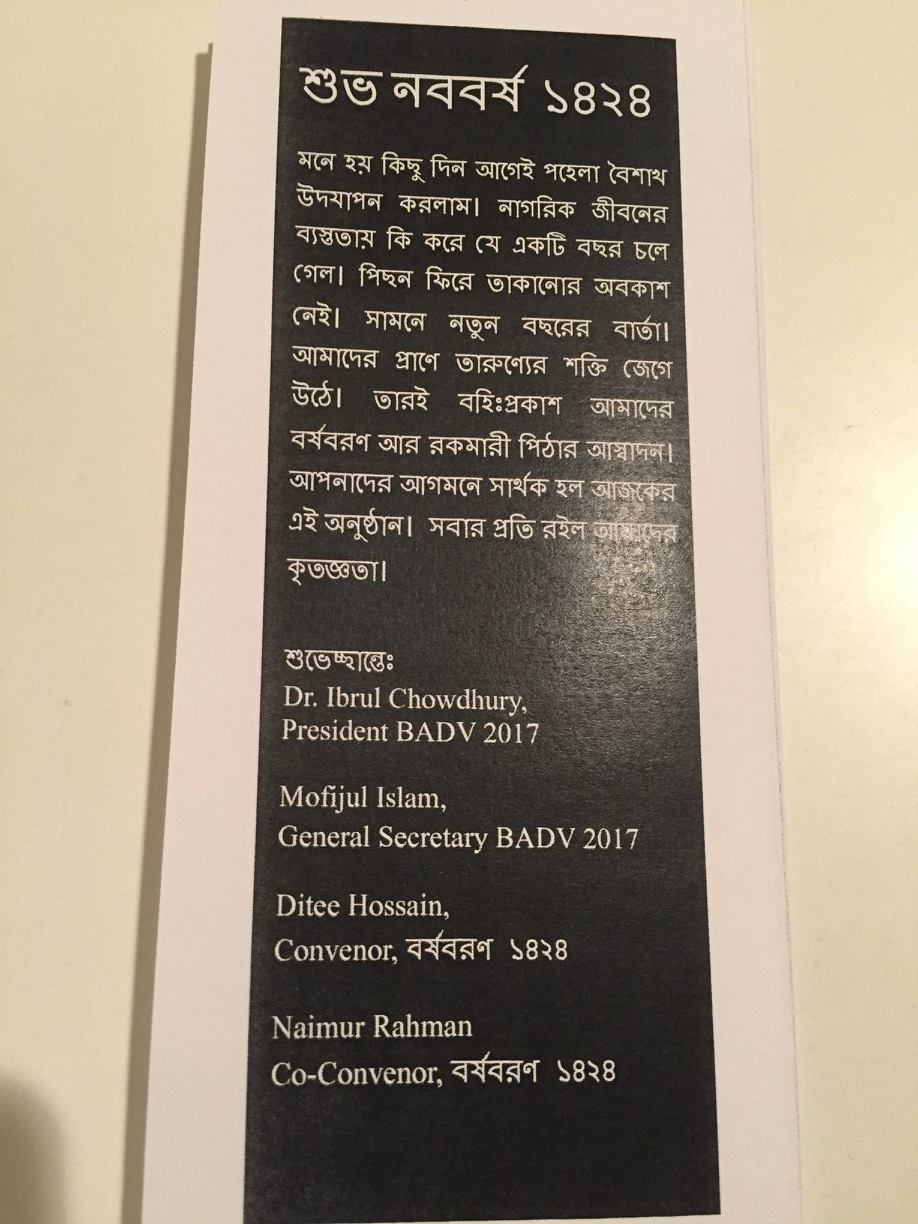 শুভ নববর্ষ ১৪২৪
মনে হয় কিছু দিন আগেই পহেলা বৈশাখ
উদযাপন করলাম। নাগরিক জীবনের
ব্যস্ততায় কি করে যে একটি বছর চলে
গেল। পিছন ফিরে তাকানোর অবকাশ
নেই। সামনে নতুন বছরের বার্তা।
আমাদের প্রাণে তারুণ্যের শক্তি জেগে
উঠে। তারই বহিঃপ্রকাশ আমাদের
বর্ষবরণ আর রকমারী পিঠার আস্বাদন।
আপনাদের আগমনে সার্থক হল আজকের
এই অনুষ্ঠান। সবার প্রতি রইল আমাদের
কৃতজ্ঞতা।
শুভেচ্ছান্তেঃ
Dr. Ibrul Chowdhury,
President BADV 2017
Mofijul Islam,
General Secretary BADV 2017
Ditee Hossain,
Convenor, বর্ষবরণ ১৪২৪
Naimur Rahman
Co-Convenor, বর্ষবরণ ১৪২৪